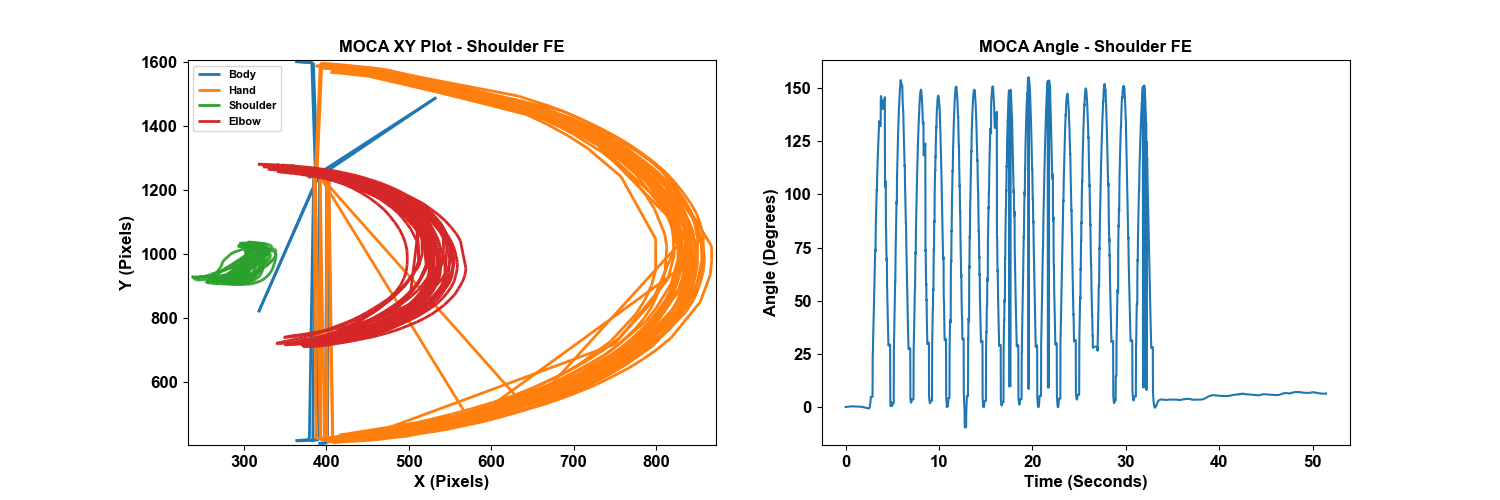 MOCA XY Plot - Shoulder FE
1600
1400
1200
1000
800
600
Y (Pixels)
Body
Hand
Shoulder
Elbow
300 400 500 600 700 800
X (Pixels)
MOCA Angle - Shoulder FE
150
125
100
75
50
25
0
Angle (Degrees)
0 10 20 30 40 50
Time (Seconds)